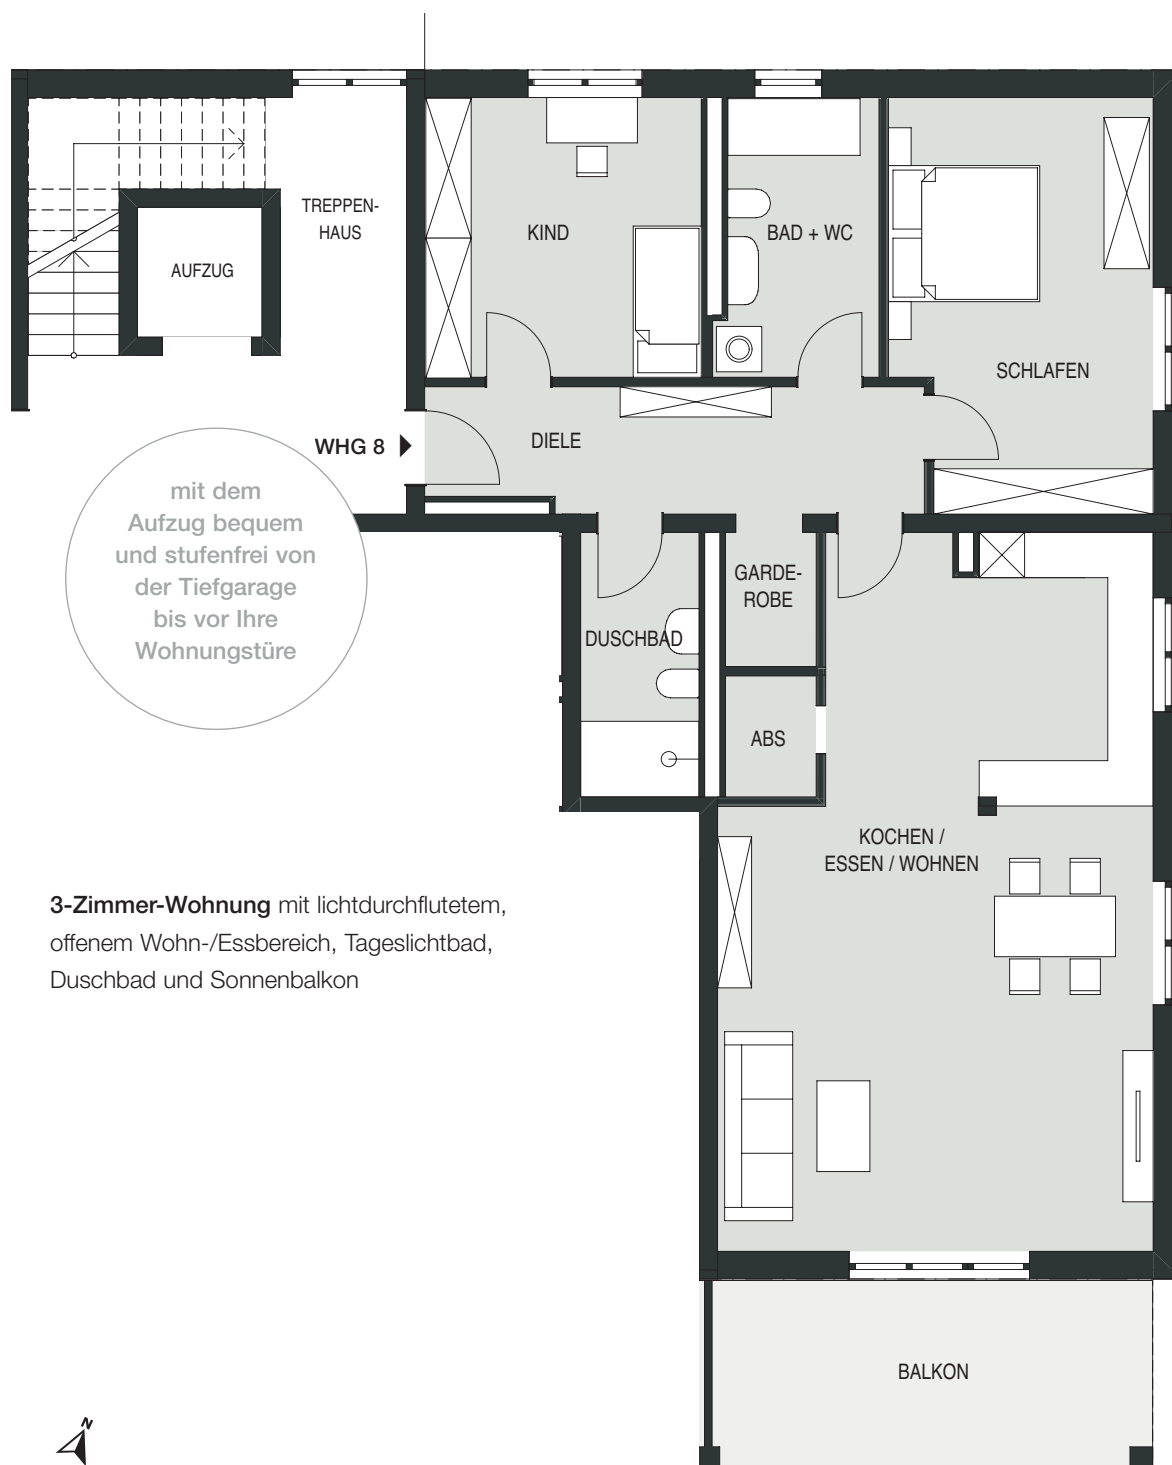 TREPPEN-
HAUS
AUFZUG
KIND
BAD + WC
SCHLAFEN
WHG 8
DIELE
mit dem
Aufzug bequem
und stufenfrei von
der Tiefgarage
bis vor Ihre
Wohnungstüre
GARDE-
ROBE
DUSCHBAD
ABS
KOCHEN /
ESSEN / WOHNEN
3-Zimmer-Wohnung mit lichtdurchflutetem,
offenem Wohn-/Essbereich, Tageslichtbad,
Duschbad und Sonnenbalkon
BALKON
N